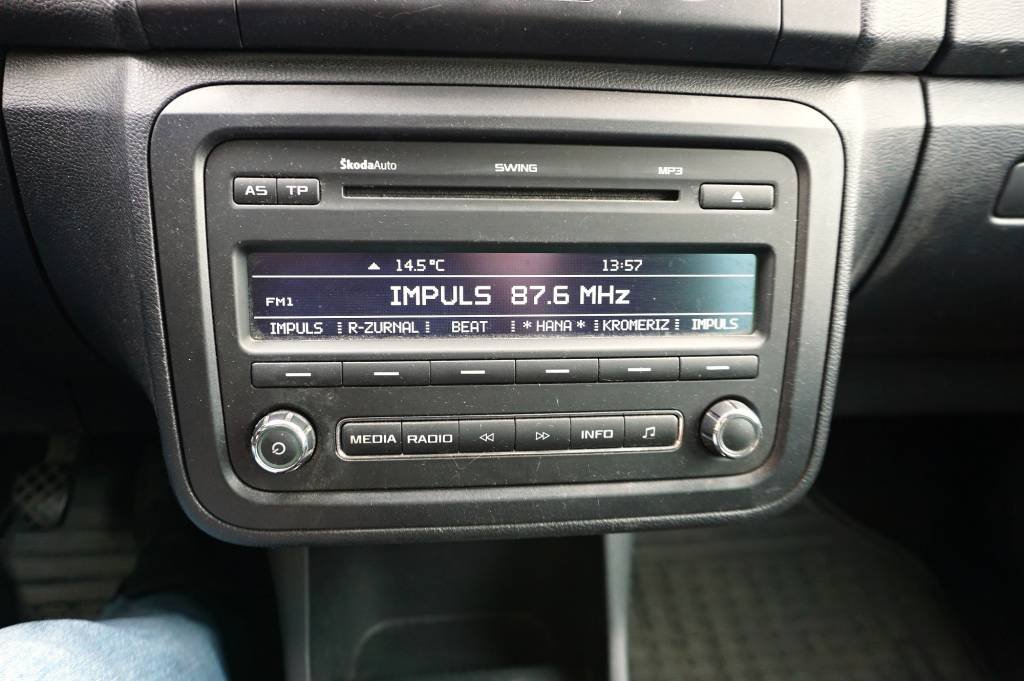 ŠkodaAuto SWING MP3
AS TP
14.5°C 13:57
FM1 IMPULS 87.6 MHz
IMPULS R-ZURNAL BEAT *HANA* KROMERIZ IMPULS
MEDIA RADIO INFO